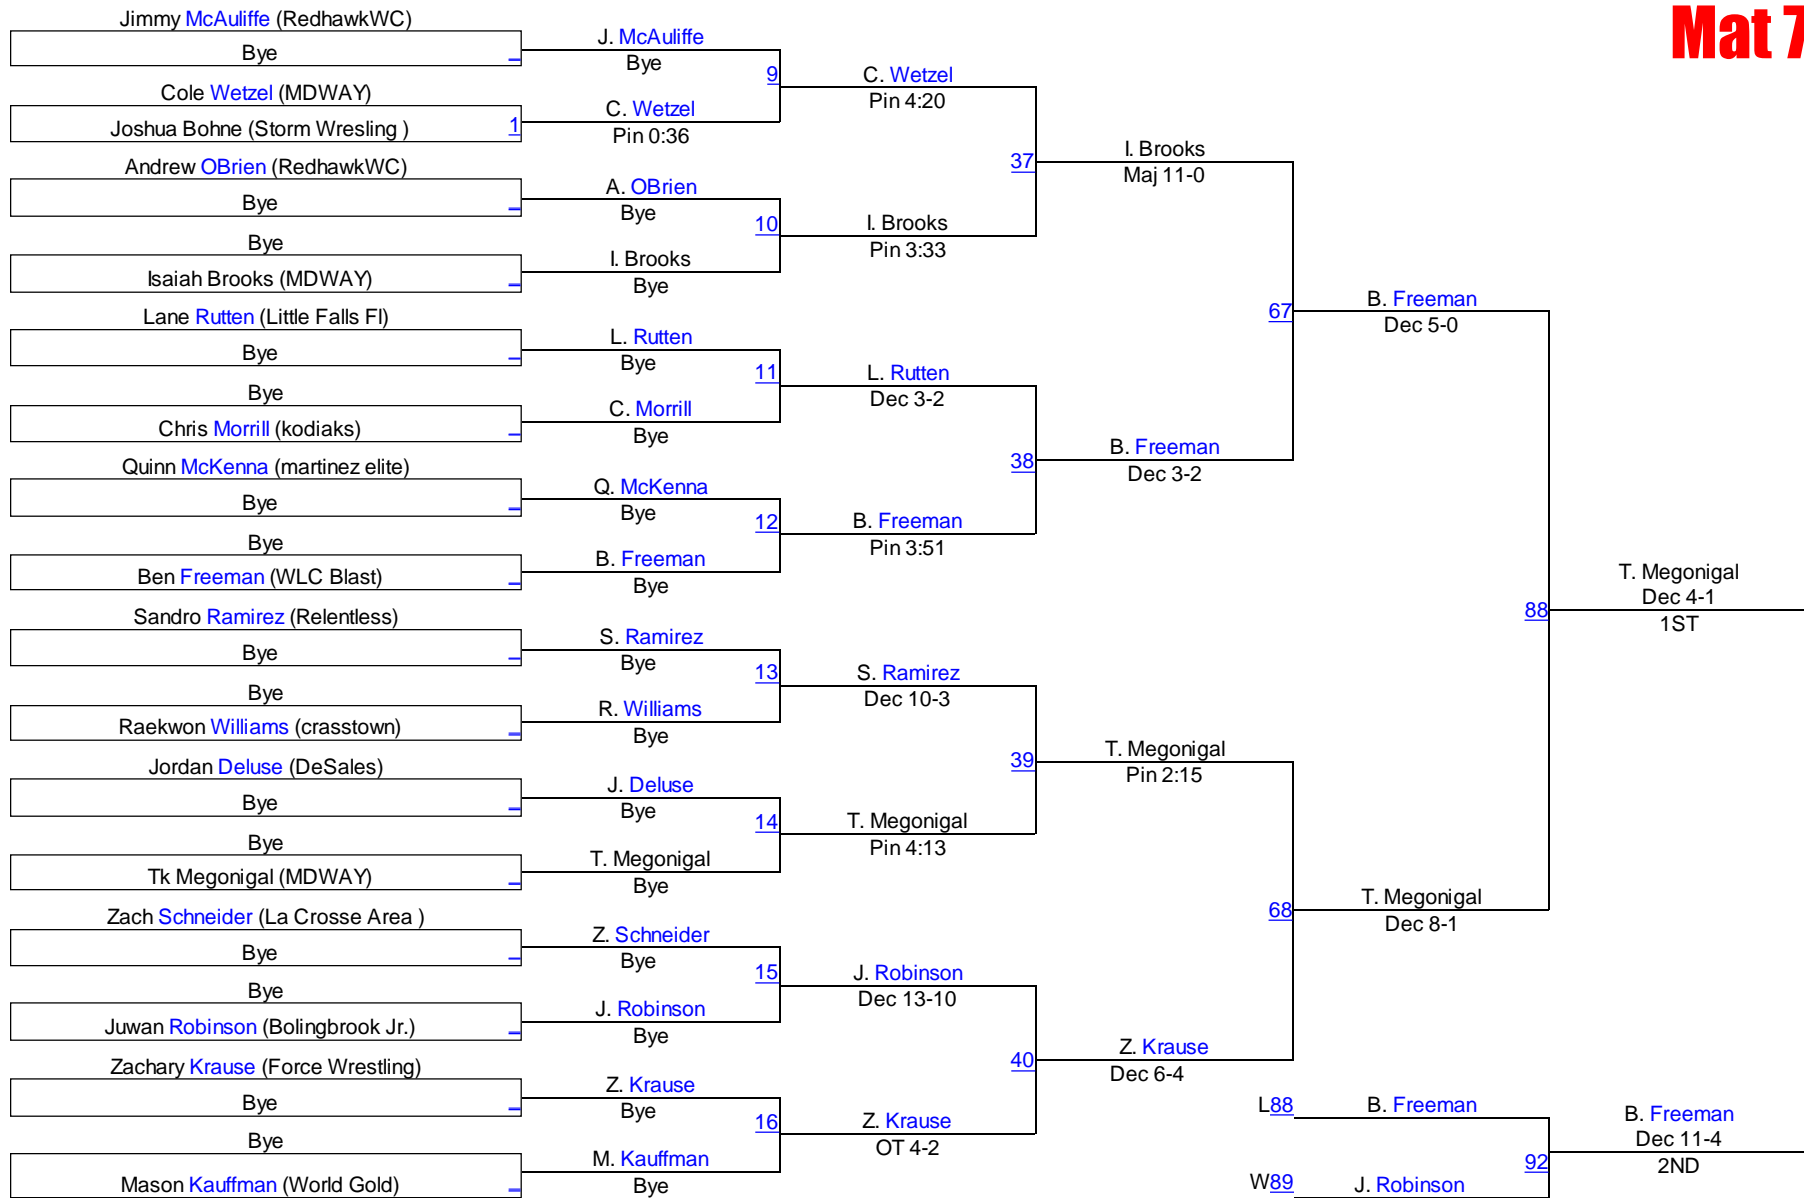 Mat 7
Jimmy McAuliffe (RedhawkWC)
Bye
Cole Wetzel (MDWAY)
Joshua Bohne (Storm Wresling ) 1
Andrew OBrien (RedhawkWC)
Bye
Bye
Isaiah Brooks (MDWAY)
Lane Rutten (Little Falls Fl)
Bye
Bye
Chris Morrill (kodiaks)
Quinn McKenna (martinez elite)
Bye
Bye
Ben Freeman (WLC Blast)
Sandro Ramirez (Relentless)
Bye
Bye
Raekwon Williams (crasstown)
Jordan Deluse (DeSales)
Bye
Bye
Tk Megonigal (MDWAY)
Zach Schneider (La Crosse Area )
Bye
Bye
Juwan Robinson (Bolingbrook Jr.)
Zachary Krause (Force Wrestling)
Bye
Bye
Mason Kauffman (World Gold)
J. McAuliffe
Bye
9
C. Wetzel
Pin 0:36
A. OBrien
Bye
10
I. Brooks
Bye
L. Rutten
Bye
11
C. Morrill
Bye
Q. McKenna
Bye
12
B. Freeman
Bye
S. Ramirez
Bye
13
R. Williams
Bye
J. Deluse
Bye
14
T. Megonigal
Bye
Z. Schneider
Bye
15
J. Robinson
Bye
Z. Krause
Bye
16
M. Kauffman
Bye
C. Wetzel
Pin 4:20
37
I. Brooks
Pin 3:33
L. Rutten
Dec 3-2
38
B. Freeman
Pin 3:51
S. Ramirez
Dec 10-3
39
T. Megonigal
Pin 4:13
J. Robinson
Dec 13-10
40
Z. Krause
OT 4-2
I. Brooks
Maj 11-0
67
B. Freeman
Dec 3-2
T. Megonigal
Pin 2:15
68
Z. Krause
Dec 6-4
B. Freeman
Dec 5-0
88
T. Megonigal
Dec 8-1
T. Megonigal
Dec 4-1
1ST
L88 B. Freeman
92
W89 J. Robinson
B. Freeman
Dec 11-4
2ND